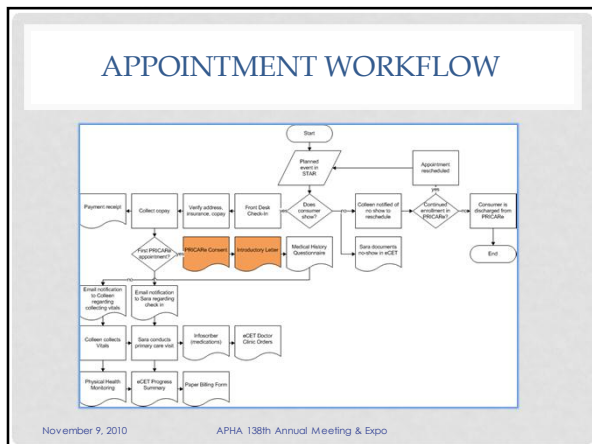 APPOINTMENT WORKFLOW
Start
Planned
event in
STAR
Appointment
rescheduled
yes
Payment receipt
Collect copay
Verify address,
insurance, copay
Front Desk
Check-In
yes
Does
consumer
show?
no
Colleen notified of
no show to
reschedule
Continued
enrollment in
PRICARe?
no
Consumer is
discharged from
PRICARe
First PRICARe
appointment?
yes
PRICARe Consent
Introductory Letter
Medical History
Questionnaire
Sara documents
no-show in eCET
End
no
Email notification
to Colleen
regarding
collecting vitals
Email notification
to Sara regarding
check in
Colleen collects
Vitals
Sara conducts
primary care visit
Infoscriber
(medications)
eCET Doctor
Clinic Orders
Physical Health
Monitoring
eCET Progress
Summary
Paper Billing Form
November 9, 2010
APHA 138th Annual Meeting & Expo